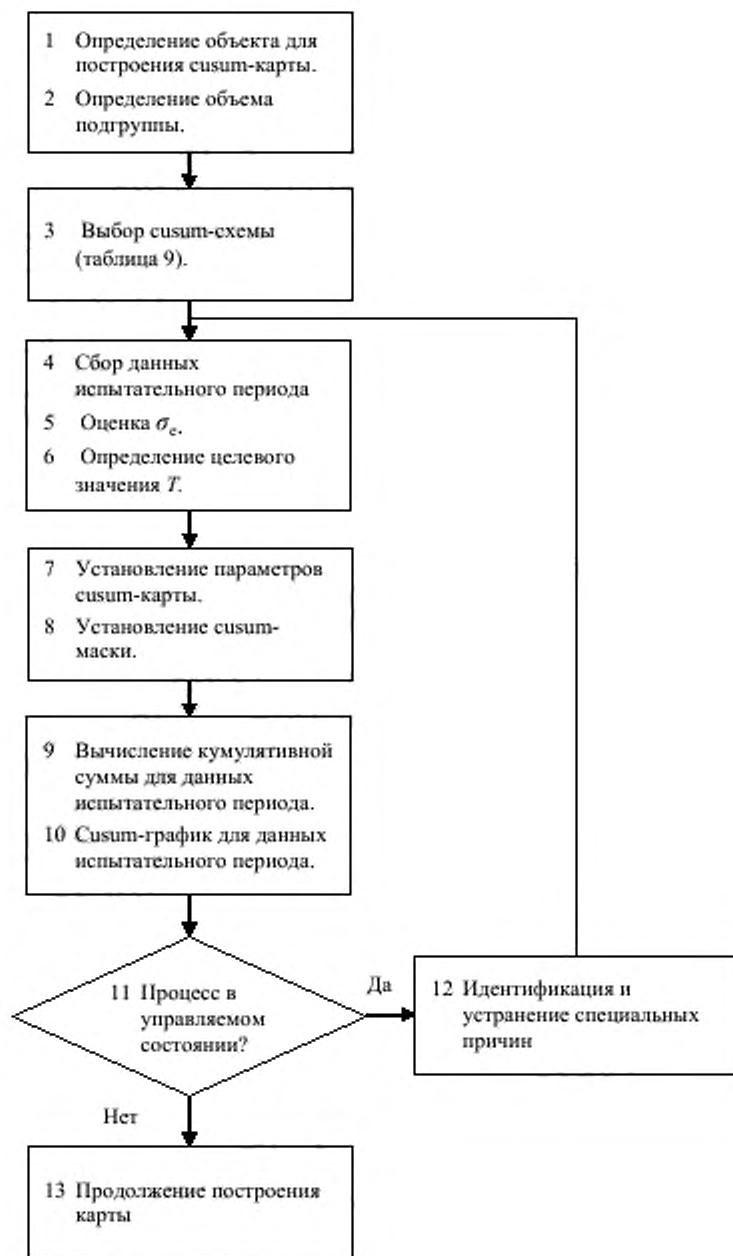 1 Определение объекта для
построения cusum-карты.
2 Определение объема
подгруппы.
3 Выбор cusum-схемы
(таблица 9).
4 Сбор данных
испытательного периода
5 Оценка σₑ.
6 Определение целевого
значения T.
7 Установление параметров
cusum-карты.
8 Установление cusum-
маски.
9 Вычисление кумулятивной
суммы для данных
испытательного периода.
10 Cusum-график для данных
испытательного периода.
11 Процесс в
управляемом
состоянии?
Да
12 Идентификация и
устранение специальных
причин
Нет
13 Продолжение построения
карты